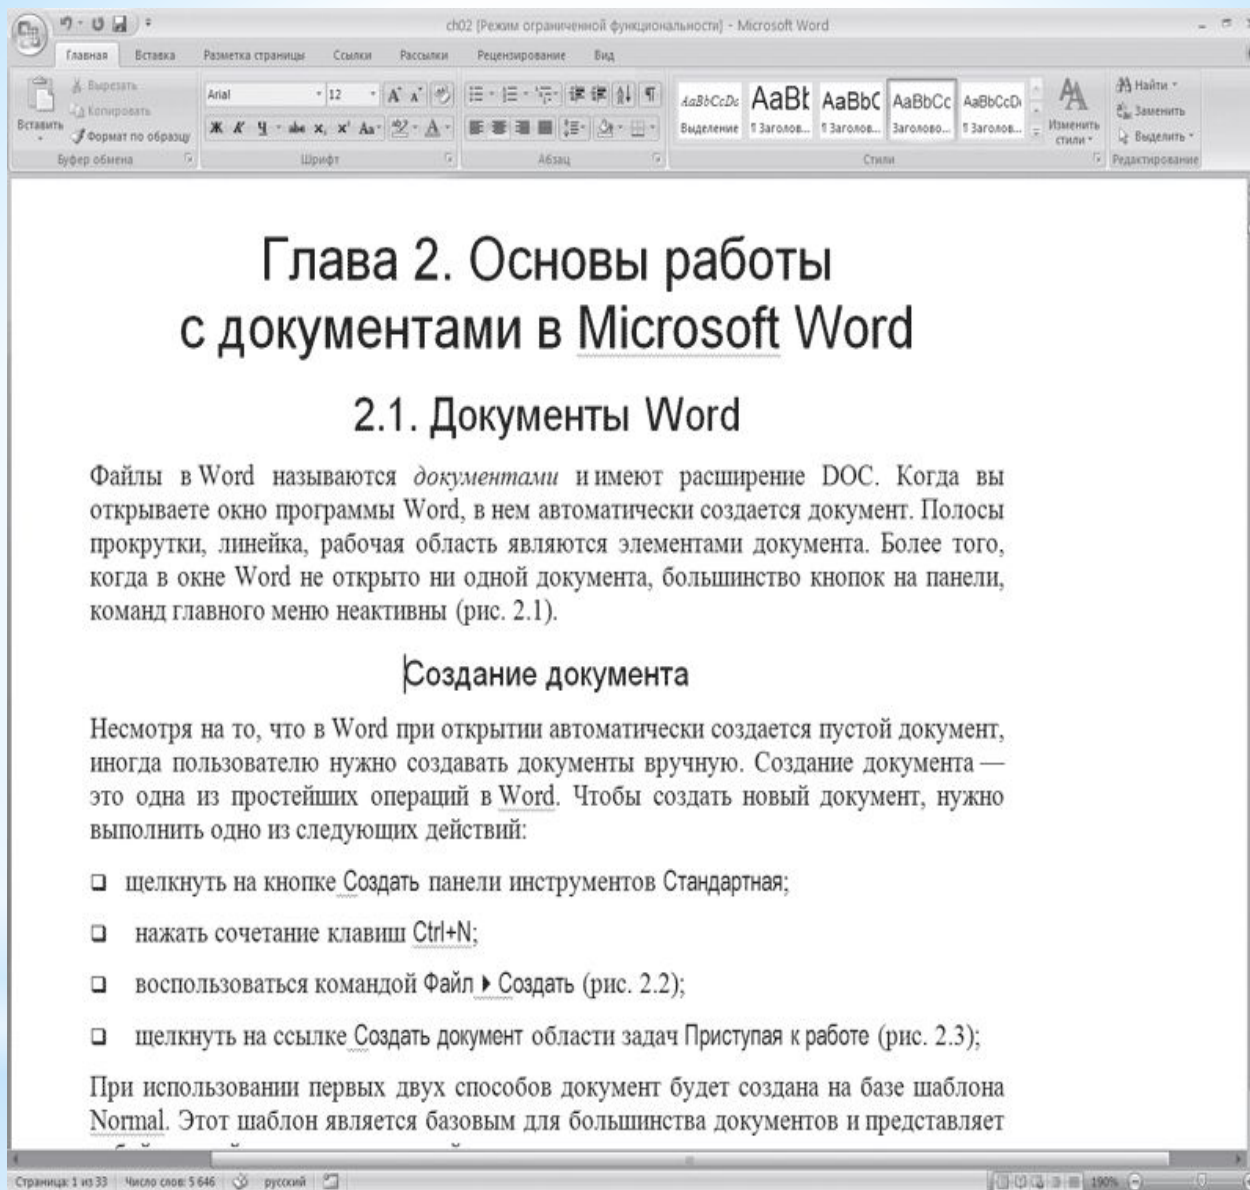 ch02 [Режим ограниченной функциональности] - Microsoft Word
Главная Вставка Разметка страницы Ссылки Рассылки Рецензирование Вид
Вставить
Вырезать
Копировать
Формат по образцу
Буфер обмена
Arial 12
Ж К Ч abc x, x² Aa
Шрифт
Абзац
AaBbCcDc AaBb AaBbC AaBbCc AaBbCcDi
Выделение ¶ Заголов... ¶ Заголов... Заголово... ¶ Заголов...
Изменить стили
Стили
Найти
Заменить
Выделить
Редактирование
Глава 2. Основы работы
с документами в Microsoft Word
2.1. Документы Word
Файлы в Word называются документами и имеют расширение DOC. Когда вы
открываете окно программы Word, в нем автоматически создается документ. Полосы
прокрутки, линейка, рабочая область являются элементами документа. Более того,
когда в окне Word не открыто ни одной документа, большинство кнопок на панели,
команд главного меню неактивны (рис. 2.1).
Создание документа
Несмотря на то, что в Word при открытии автоматически создается пустой документ,
иногда пользователю нужно создавать документы вручную. Создание документа —
это одна из простейших операций в Word. Чтобы создать новый документ, нужно
выполнить одно из следующих действий:
❑ щелкнуть на кнопке Создать панели инструментов Стандартная;
❑ нажать сочетание клавиш Ctrl+N;
❑ воспользоваться командой Файл ▸ Создать (рис. 2.2);
❑ щелкнуть на ссылке Создать документ области задач Приступая к работе (рис. 2.3);
При использовании первых двух способов документ будет создана на базе шаблона
Normal. Этот шаблон является базовым для большинства документов и представляет
Страница: 1 из 33 Число слов: 5 646 русский 190%